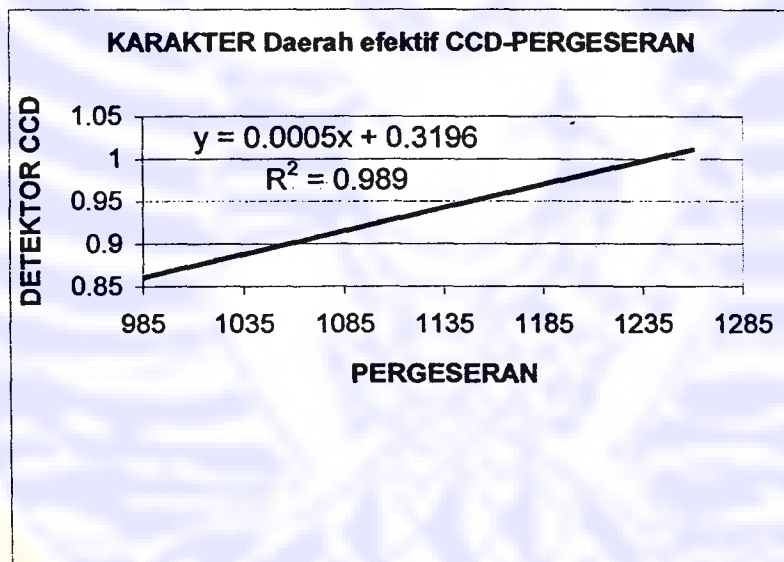 KARAKTER Daerah efektif CCD-PERGESERAN
DETEKTOR CCD
1.05
1
0.95
0.9
0.85
y = 0.0005x + 0.3196
R² = 0.989
985 1035 1085 1135 1185 1235 1285
PERGESERAN